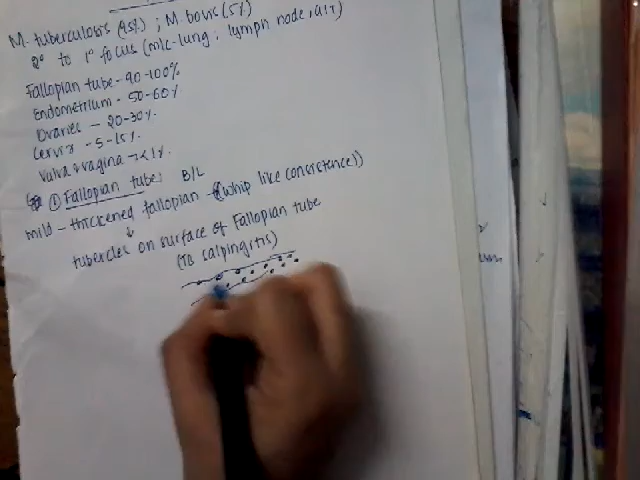 M. tuberculosis (95%) ; M. bovis (5%)
2° to 1° focus (m/c-lung ; lymph node, git)
Fallopian tube - 90-100%
Endometrium - 50-60%
Ovaries - 20-30%
Cervix - 5-15%
Vulva & vagina - <1%
① Fallopian tube: B/L
mild - thickened fallopian - (whip like consistence))
↓
tubercles on surface of Fallopian tube
(TB salpingitis)